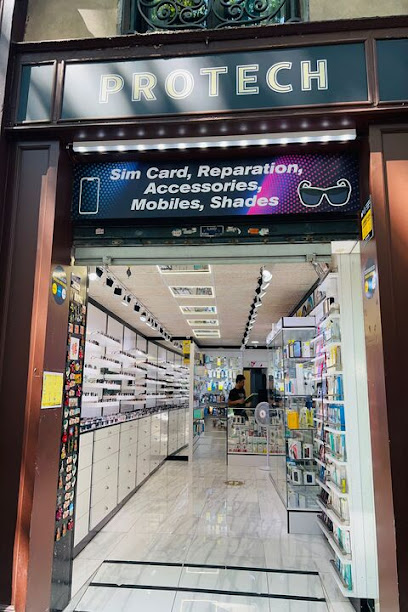 PROTECH
Sim Card, Reparation,
Accessories,
Mobiles, Shades